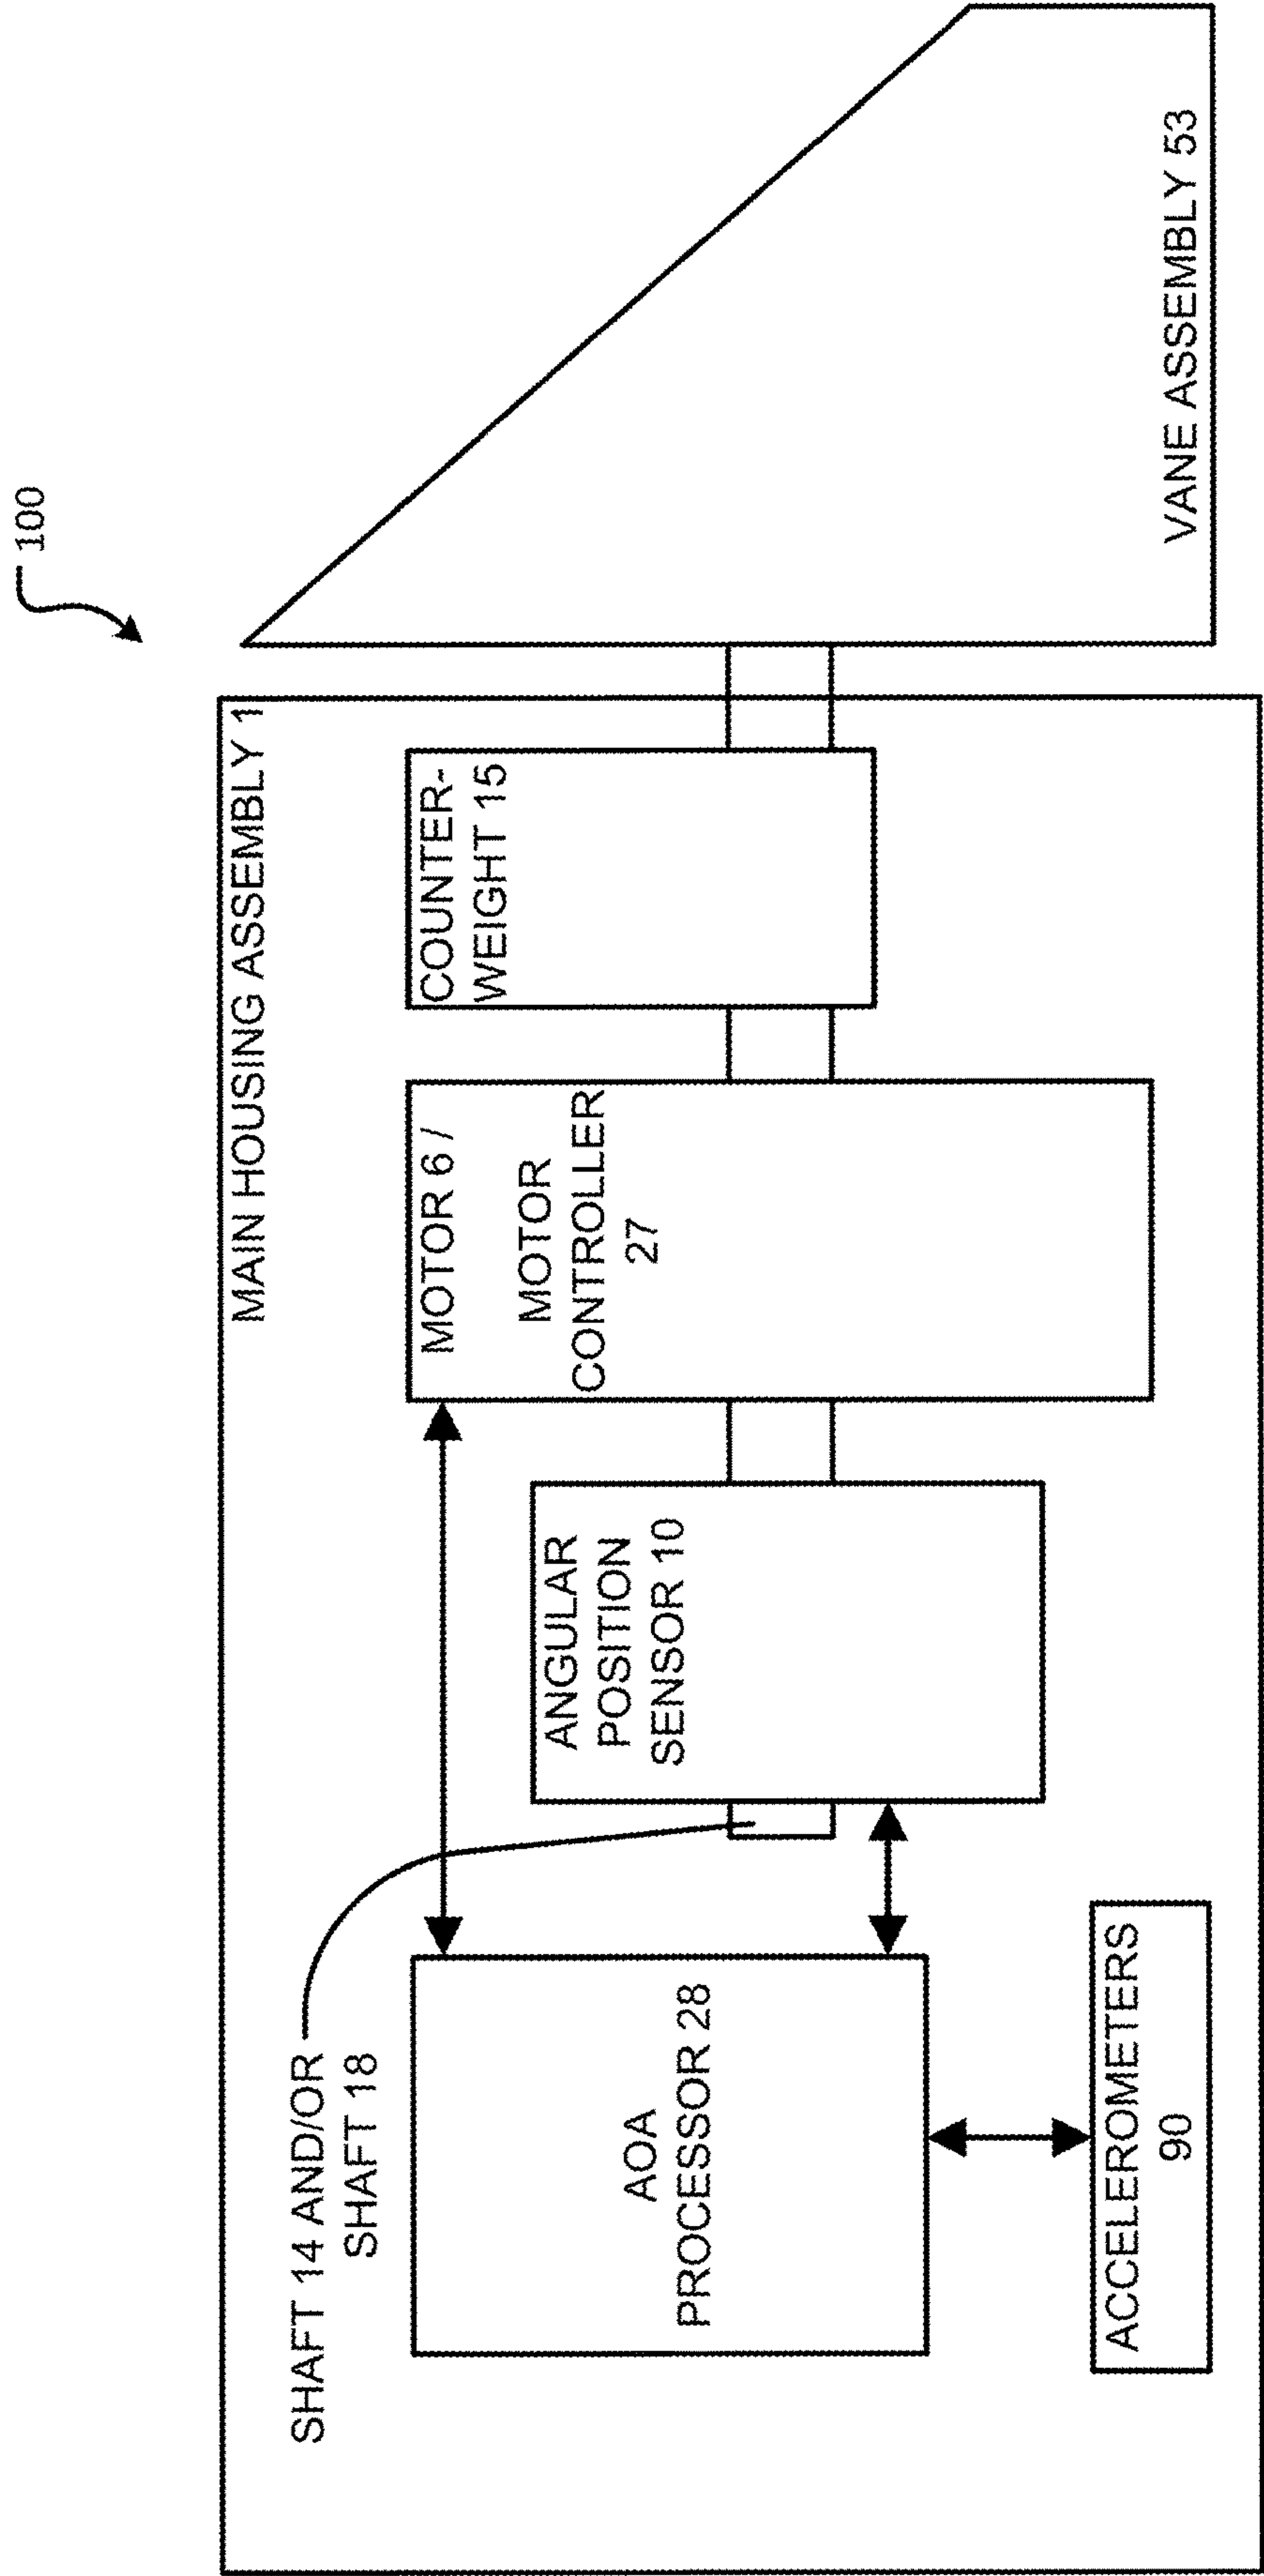 100
MAIN HOUSING ASSEMBLY 1
SHAFT 14 AND/OR
SHAFT 18
AOA
PROCESSOR 28
ACCELEROMETERS
90
ANGULAR
POSITION
SENSOR 10
MOTOR 6 /
MOTOR
CONTROLLER
27
COUNTER-
WEIGHT 15
VANE ASSEMBLY 53